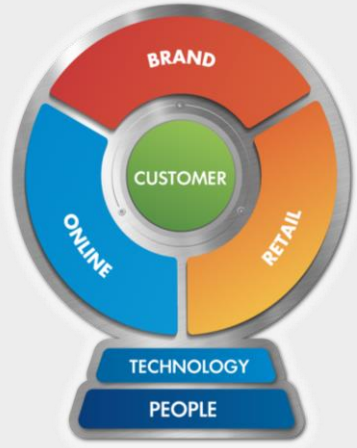 BRAND
CUSTOMER
ONLINE
RETAIL
TECHNOLOGY
PEOPLE